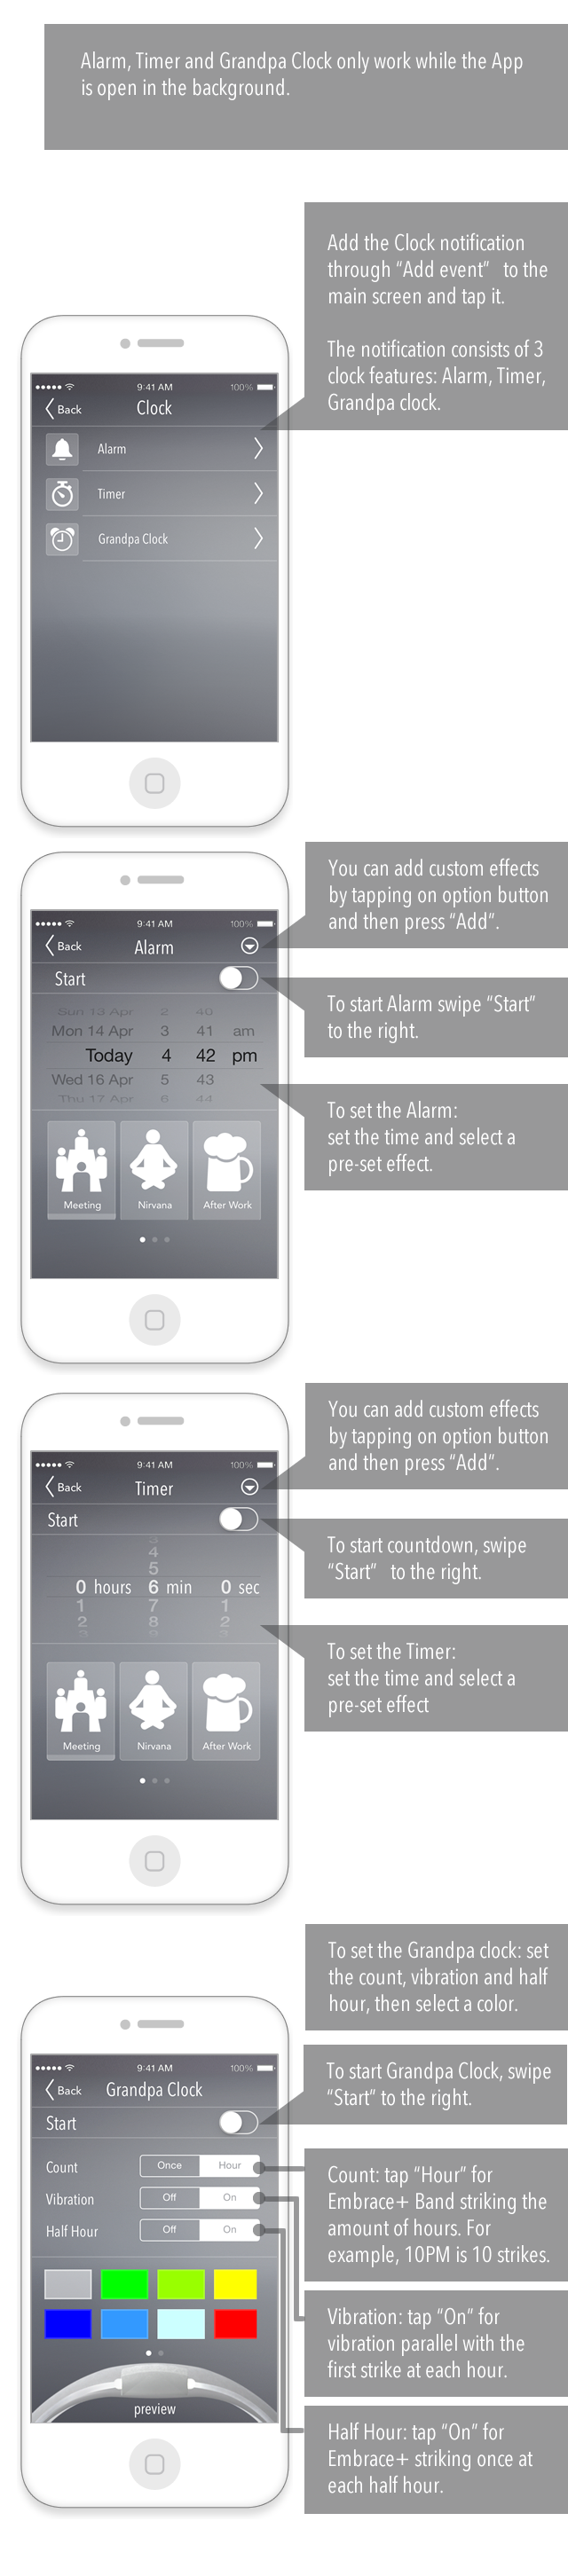 Alarm, Timer and Grandpa Clock only work while the App
is open in the background.
Add the Clock notification
through “Add event” to the
main screen and tap it.
The notification consists of 3
clock features: Alarm, Timer,
Grandpa clock.
9:41 AM 100%
Back Clock
Alarm
Timer
Grandpa Clock
You can add custom effects
by tapping on option button
and then press “Add”.
9:41 AM 100%
Back Alarm
Start
To start Alarm swipe “Start”
to the right.
Sun 13 Apr 2 40
Mon 14 Apr 3 41 am
Today 4 42 pm
Wed 16 Apr 5 43
Thu 17 Apr 6 44
To set the Alarm:
set the time and select a
pre-set effect.
Meeting Nirvana After Work
You can add custom effects
by tapping on option button
and then press “Add”.
9:41 AM 100%
Back Timer
Start
To start countdown, swipe
“Start” to the right.
3
4
5
0 hours 6 min 0 sec
1 7 1
2 8 2
3 9 3
To set the Timer:
set the time and select a
pre-set effect
Meeting Nirvana After Work
To set the Grandpa clock: set
the count, vibration and half
hour, then select a color.
9:41 AM 100%
Back Grandpa Clock
Start
To start Grandpa Clock, swipe
“Start” to the right.
Count Once Hour
Vibration Off On
Half Hour Off On
Count: tap “Hour” for
Embrace+ Band striking the
amount of hours. For
example, 10PM is 10 strikes.
Vibration: tap “On” for
vibration parallel with the
first strike at each hour.
preview
Half Hour: tap “On” for
Embrace+ striking once at
each half hour.